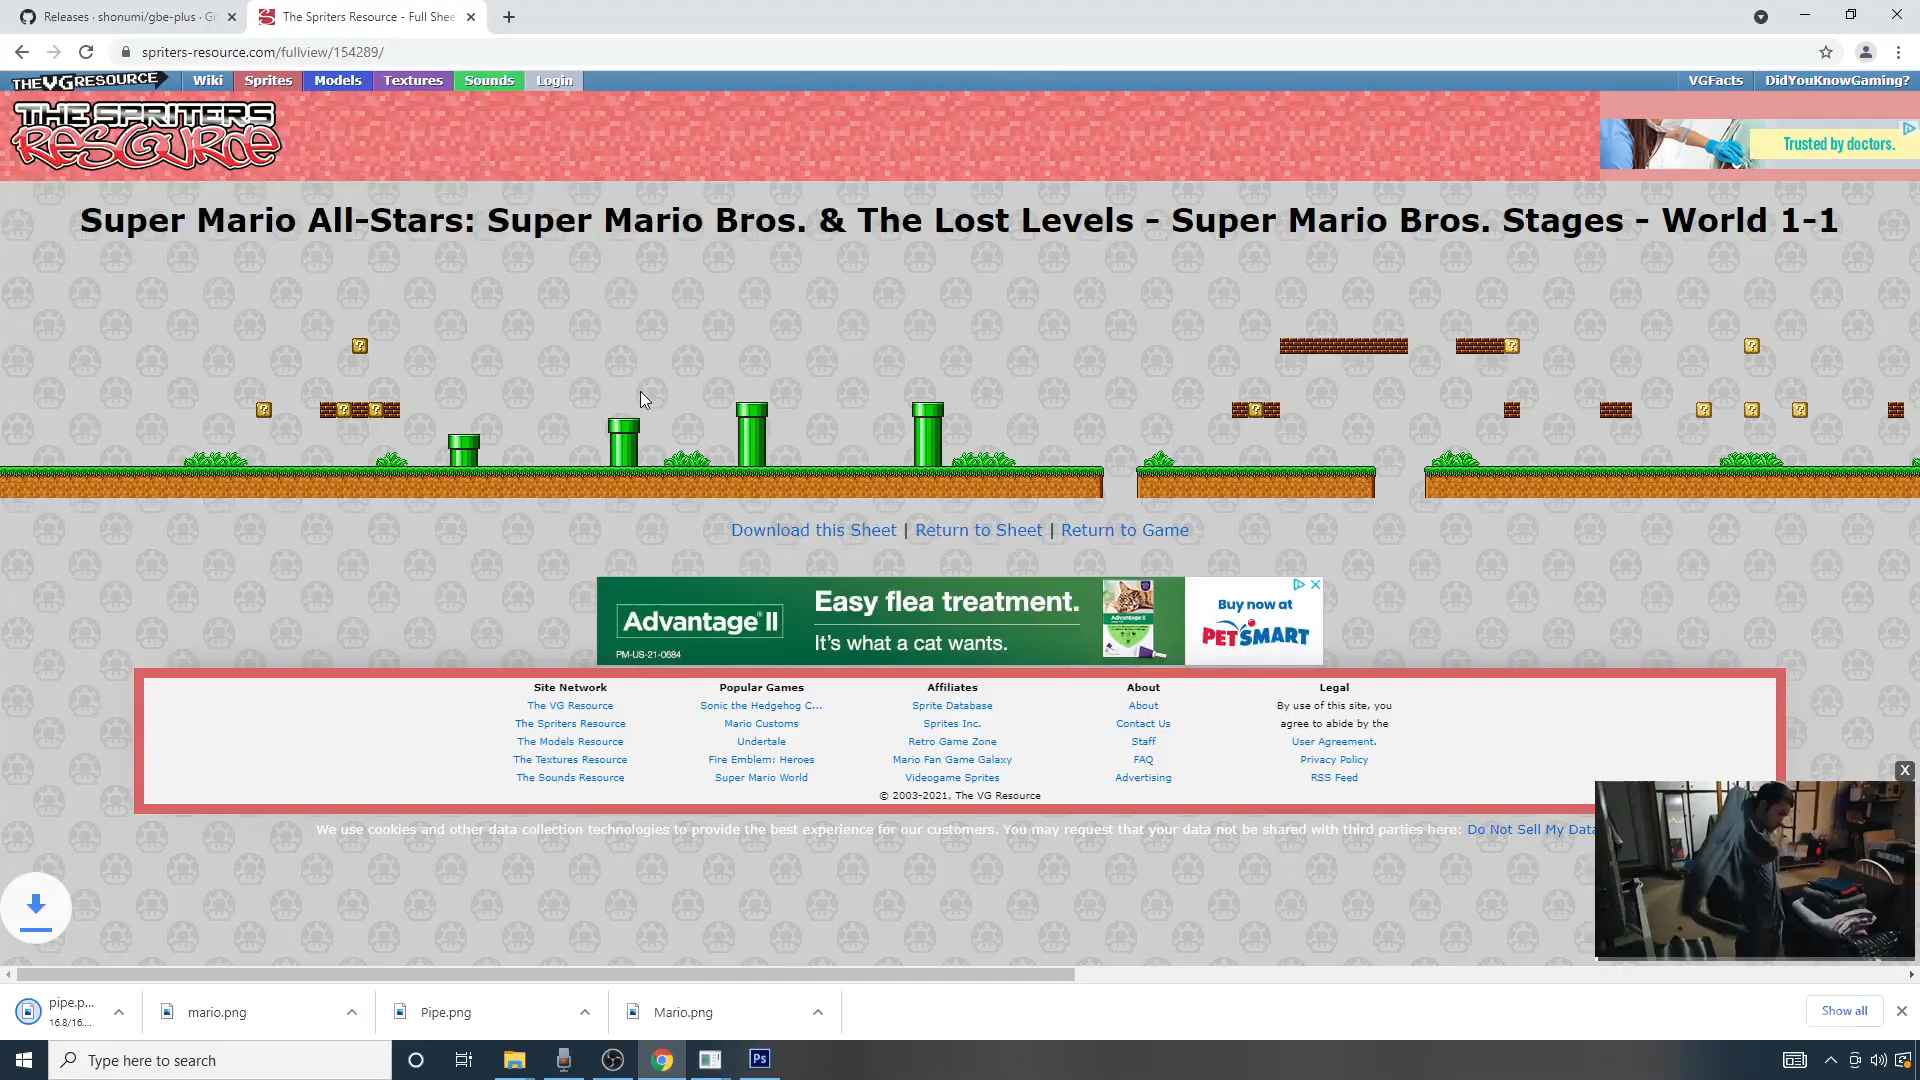 Releases · shonumi/gbe-plus · Gi
The Spriters Resource - Full Shee
spriters-resource.com/fullview/154289/
THE VG RESOURCE
Wiki
Sprites
Models
Textures
Sounds
Login
VGFacts
DidYouKnowGaming?
THE SPRITERS
RESOURCE
Trusted by doctors.
Super Mario All-Stars: Super Mario Bros. & The Lost Levels - Super Mario Bros. Stages - World 1-1
Download this Sheet | Return to Sheet | Return to Game
Advantage II
PM-US-21-0684
Easy flea treatment.
It's what a cat wants.
Buy now at
PETSMART
Site Network
The VG Resource
The Spriters Resource
The Models Resource
The Textures Resource
The Sounds Resource
Popular Games
Sonic the Hedgehog C...
Mario Customs
Undertale
Fire Emblem: Heroes
Super Mario World
Affiliates
Sprite Database
Sprites Inc.
Retro Game Zone
Mario Fan Game Galaxy
Videogame Sprites
About
About
Contact Us
Staff
FAQ
Advertising
Legal
By use of this site, you
agree to abide by the
User Agreement.
Privacy Policy
RSS Feed
© 2003-2021, The VG Resource
We use cookies and other data collection technologies to provide the best experience for our customers. You may request that your data not be shared with third parties here: Do Not Sell My Data
X
pipe.p...
16.8/16....
mario.png
Pipe.png
Mario.png
Show all
Type here to search
Ps